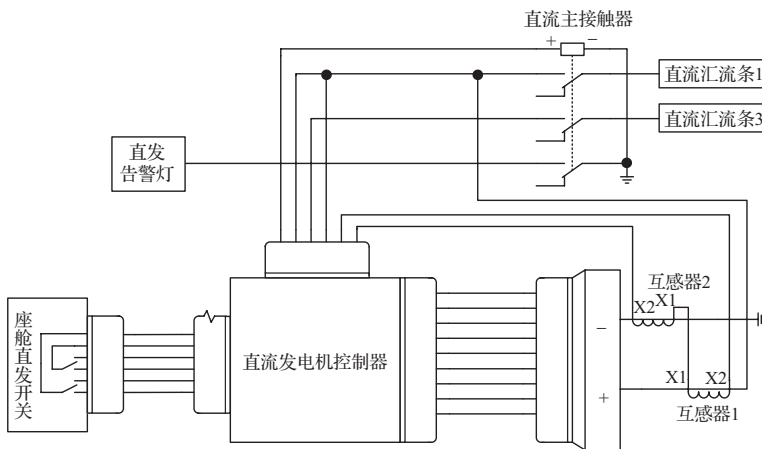 直流主接触器
+ −
直流汇流条1
直流汇流条3
直发
告警灯
互感器2
X2 X1
座舱直发开关
直流发电机控制器
−
+
X1 X2
互感器1